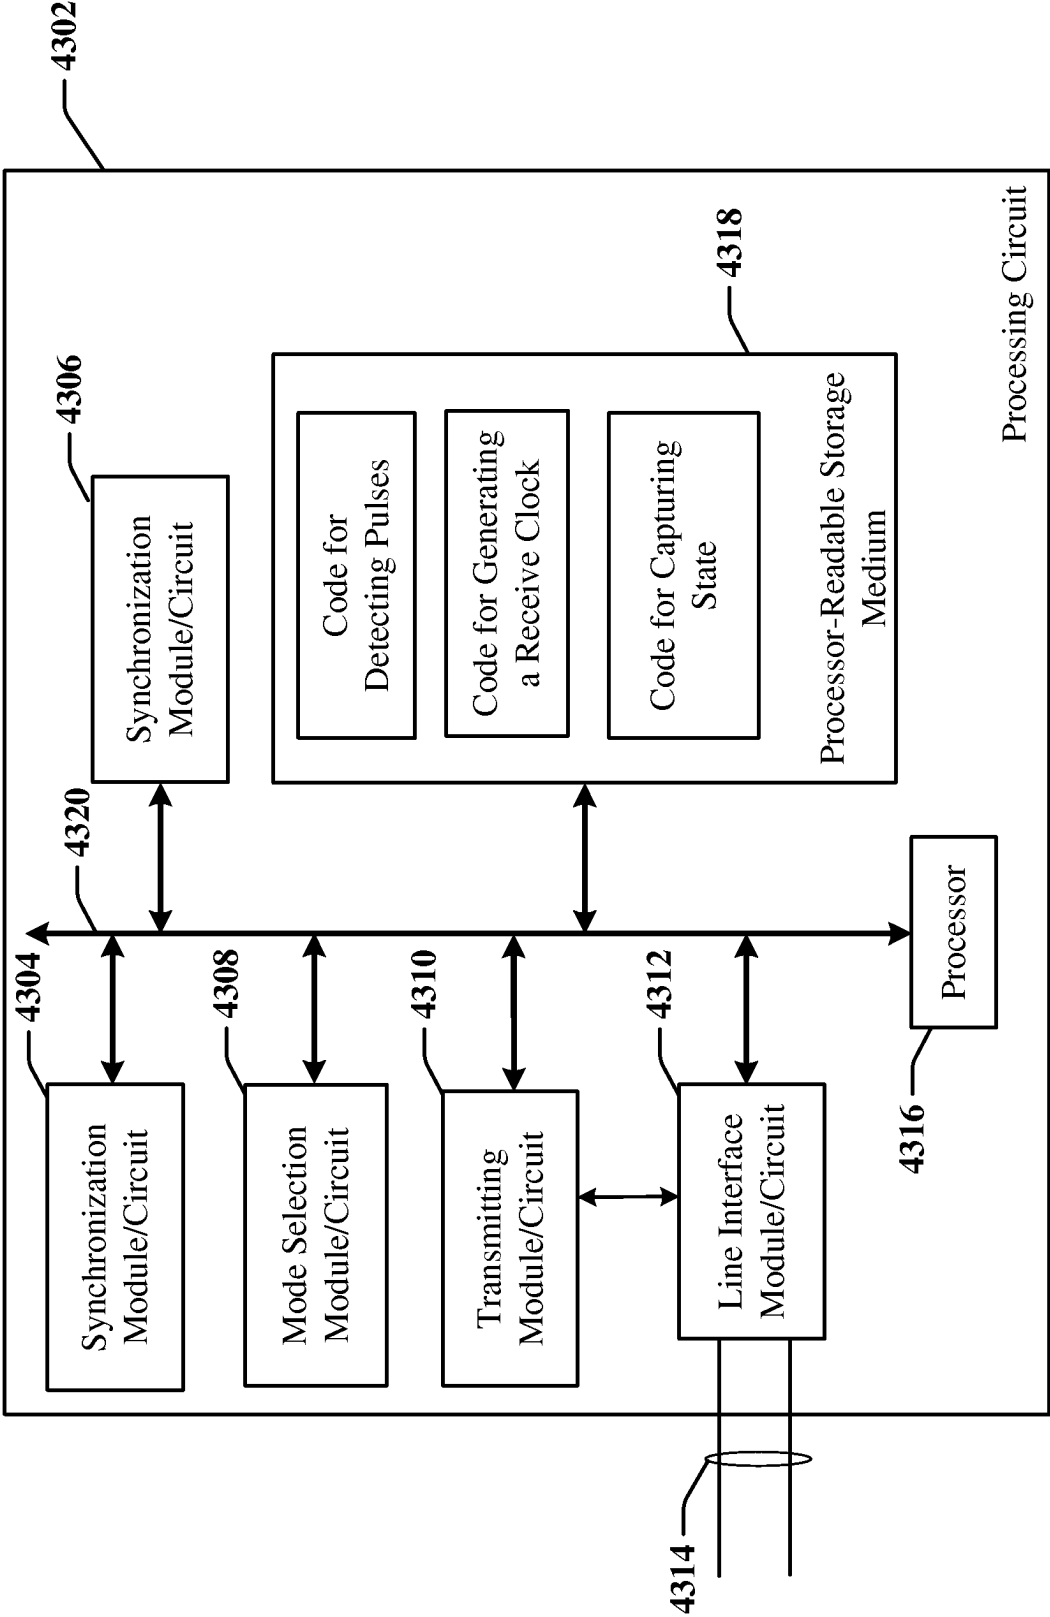 4302
4304
Synchronization
Module/Circuit
4320
4306
Synchronization
Module/Circuit
4308
Mode Selection
Module/Circuit
4310
Transmitting
Module/Circuit
4312
Line Interface
Module/Circuit
4314
4318
Code for
Detecting Pulses
Code for Generating
a Receive Clock
Code for Capturing
State
Processor-Readable Storage
Medium
4316
Processor
Processing Circuit